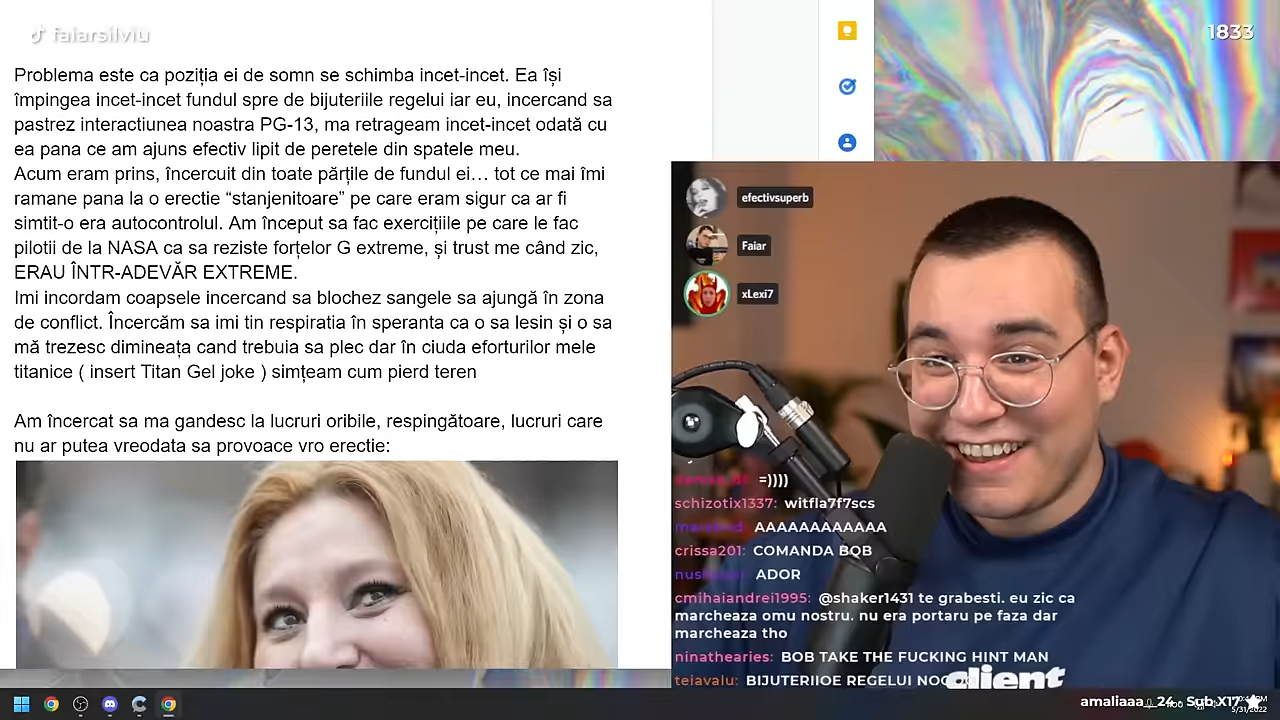 faiarsilviu
1833
Problema este ca poziția ei de somn se schimba incet-incet. Ea își
împingea incet-incet fundul spre de bijuteriile regelui iar eu, incercand sa
pastrez interactiunea noastra PG-13, ma retrageam incet-incet odată cu
ea pana ce am ajuns efectiv lipit de peretele din spatele meu.
Acum eram prins, încercuit din toate părțile de fundul ei… tot ce mai îmi
ramane pana la o erectie “stanjenitoare” pe care eram sigur ca ar fi
simtit-o era autocontrolul. Am început sa fac exercițiile pe care le fac
pilotii de la NASA ca sa reziste forțelor G extreme, și trust me când zic,
ERAU ÎNTR-ADEVĂR EXTREME.
Imi incordam coapsele incercand sa blochez sangele sa ajungă în zona
de conflict. Încercăm sa imi tin respiratia în speranta ca o sa lesin și o sa
mă trezesc dimineața cand trebuia sa plec dar în ciuda eforturilor mele
titanice ( insert Titan Gel joke ) simțeam cum pierd teren
Am încercat sa ma gandesc la lucruri oribile, respingătoare, lucruri care
nu ar putea vreodata sa provoace vro erectie:
efectivsuperb
Faiar
xLexi7
=))))
schizotix1337: witfla7f7scs
AAAAAAAAAAAA
crissa201: COMANDA BOB
ADOR
cmihaiandrei1995: @shaker1431 te grabesti. eu zic ca
marcheaza omu nostru. nu era portaru pe faza dar
marcheaza tho
ninathearies: BOB TAKE THE FUCKING HINT MAN
teiavalu: BIJUTERIIOE REGELUI
client
amaliaaa_24 Sub X17
5/31/2022